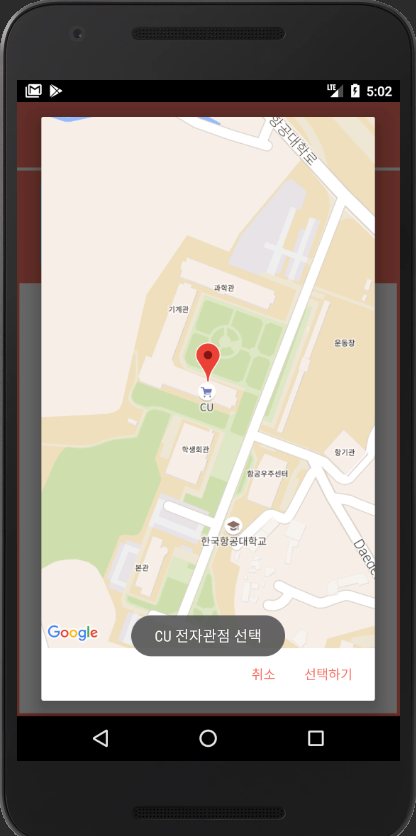 LTE 5:02
항공대학로
과학관
기계관
운동장
CU
학생회관
항기관
항공우주센터
한국항공대학교
Daede
본관
Google
CU 전자관점 선택
취소 선택하기